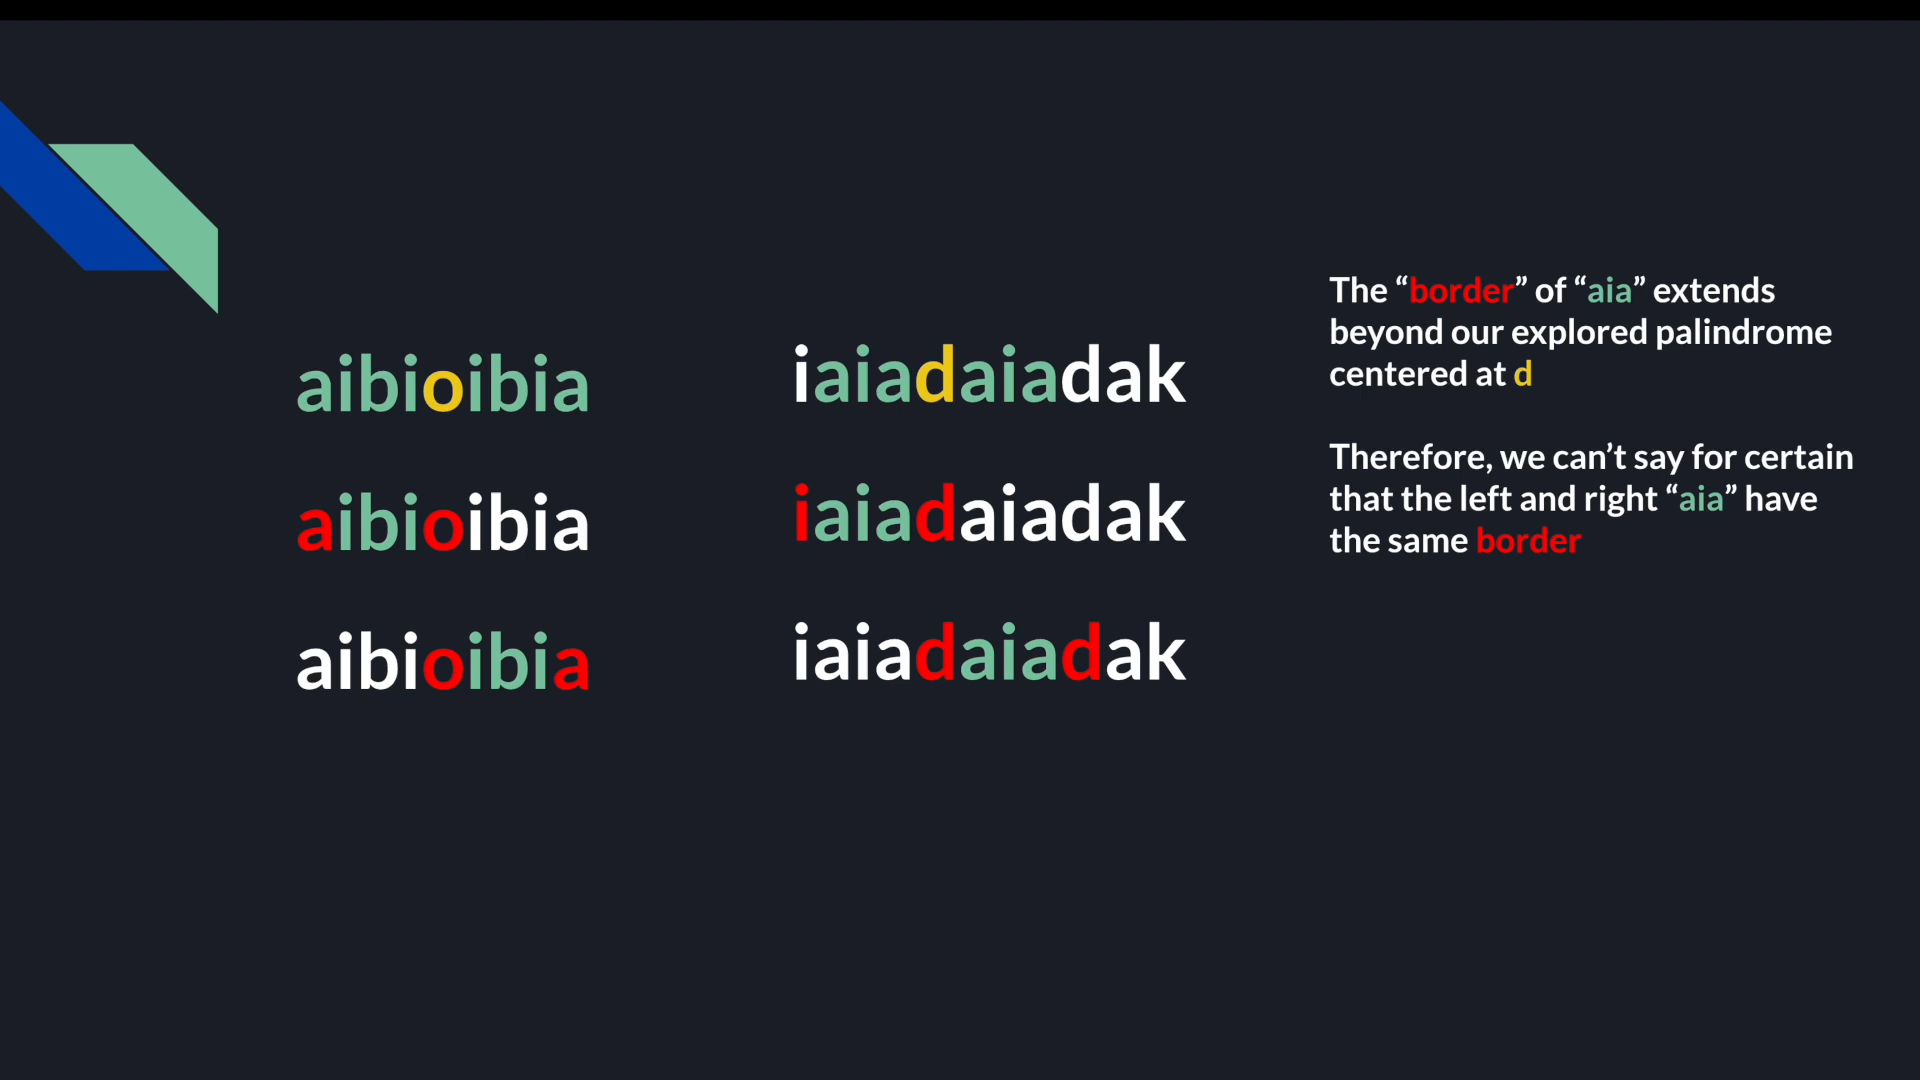 aibioibia
aibioibia
aibioibia
iaiadaiadak
iaiadaiadak
iaiadaiadak
The “border” of “aia” extends
beyond our explored palindrome
centered at d
Therefore, we can’t say for certain
that the left and right “aia” have
the same border